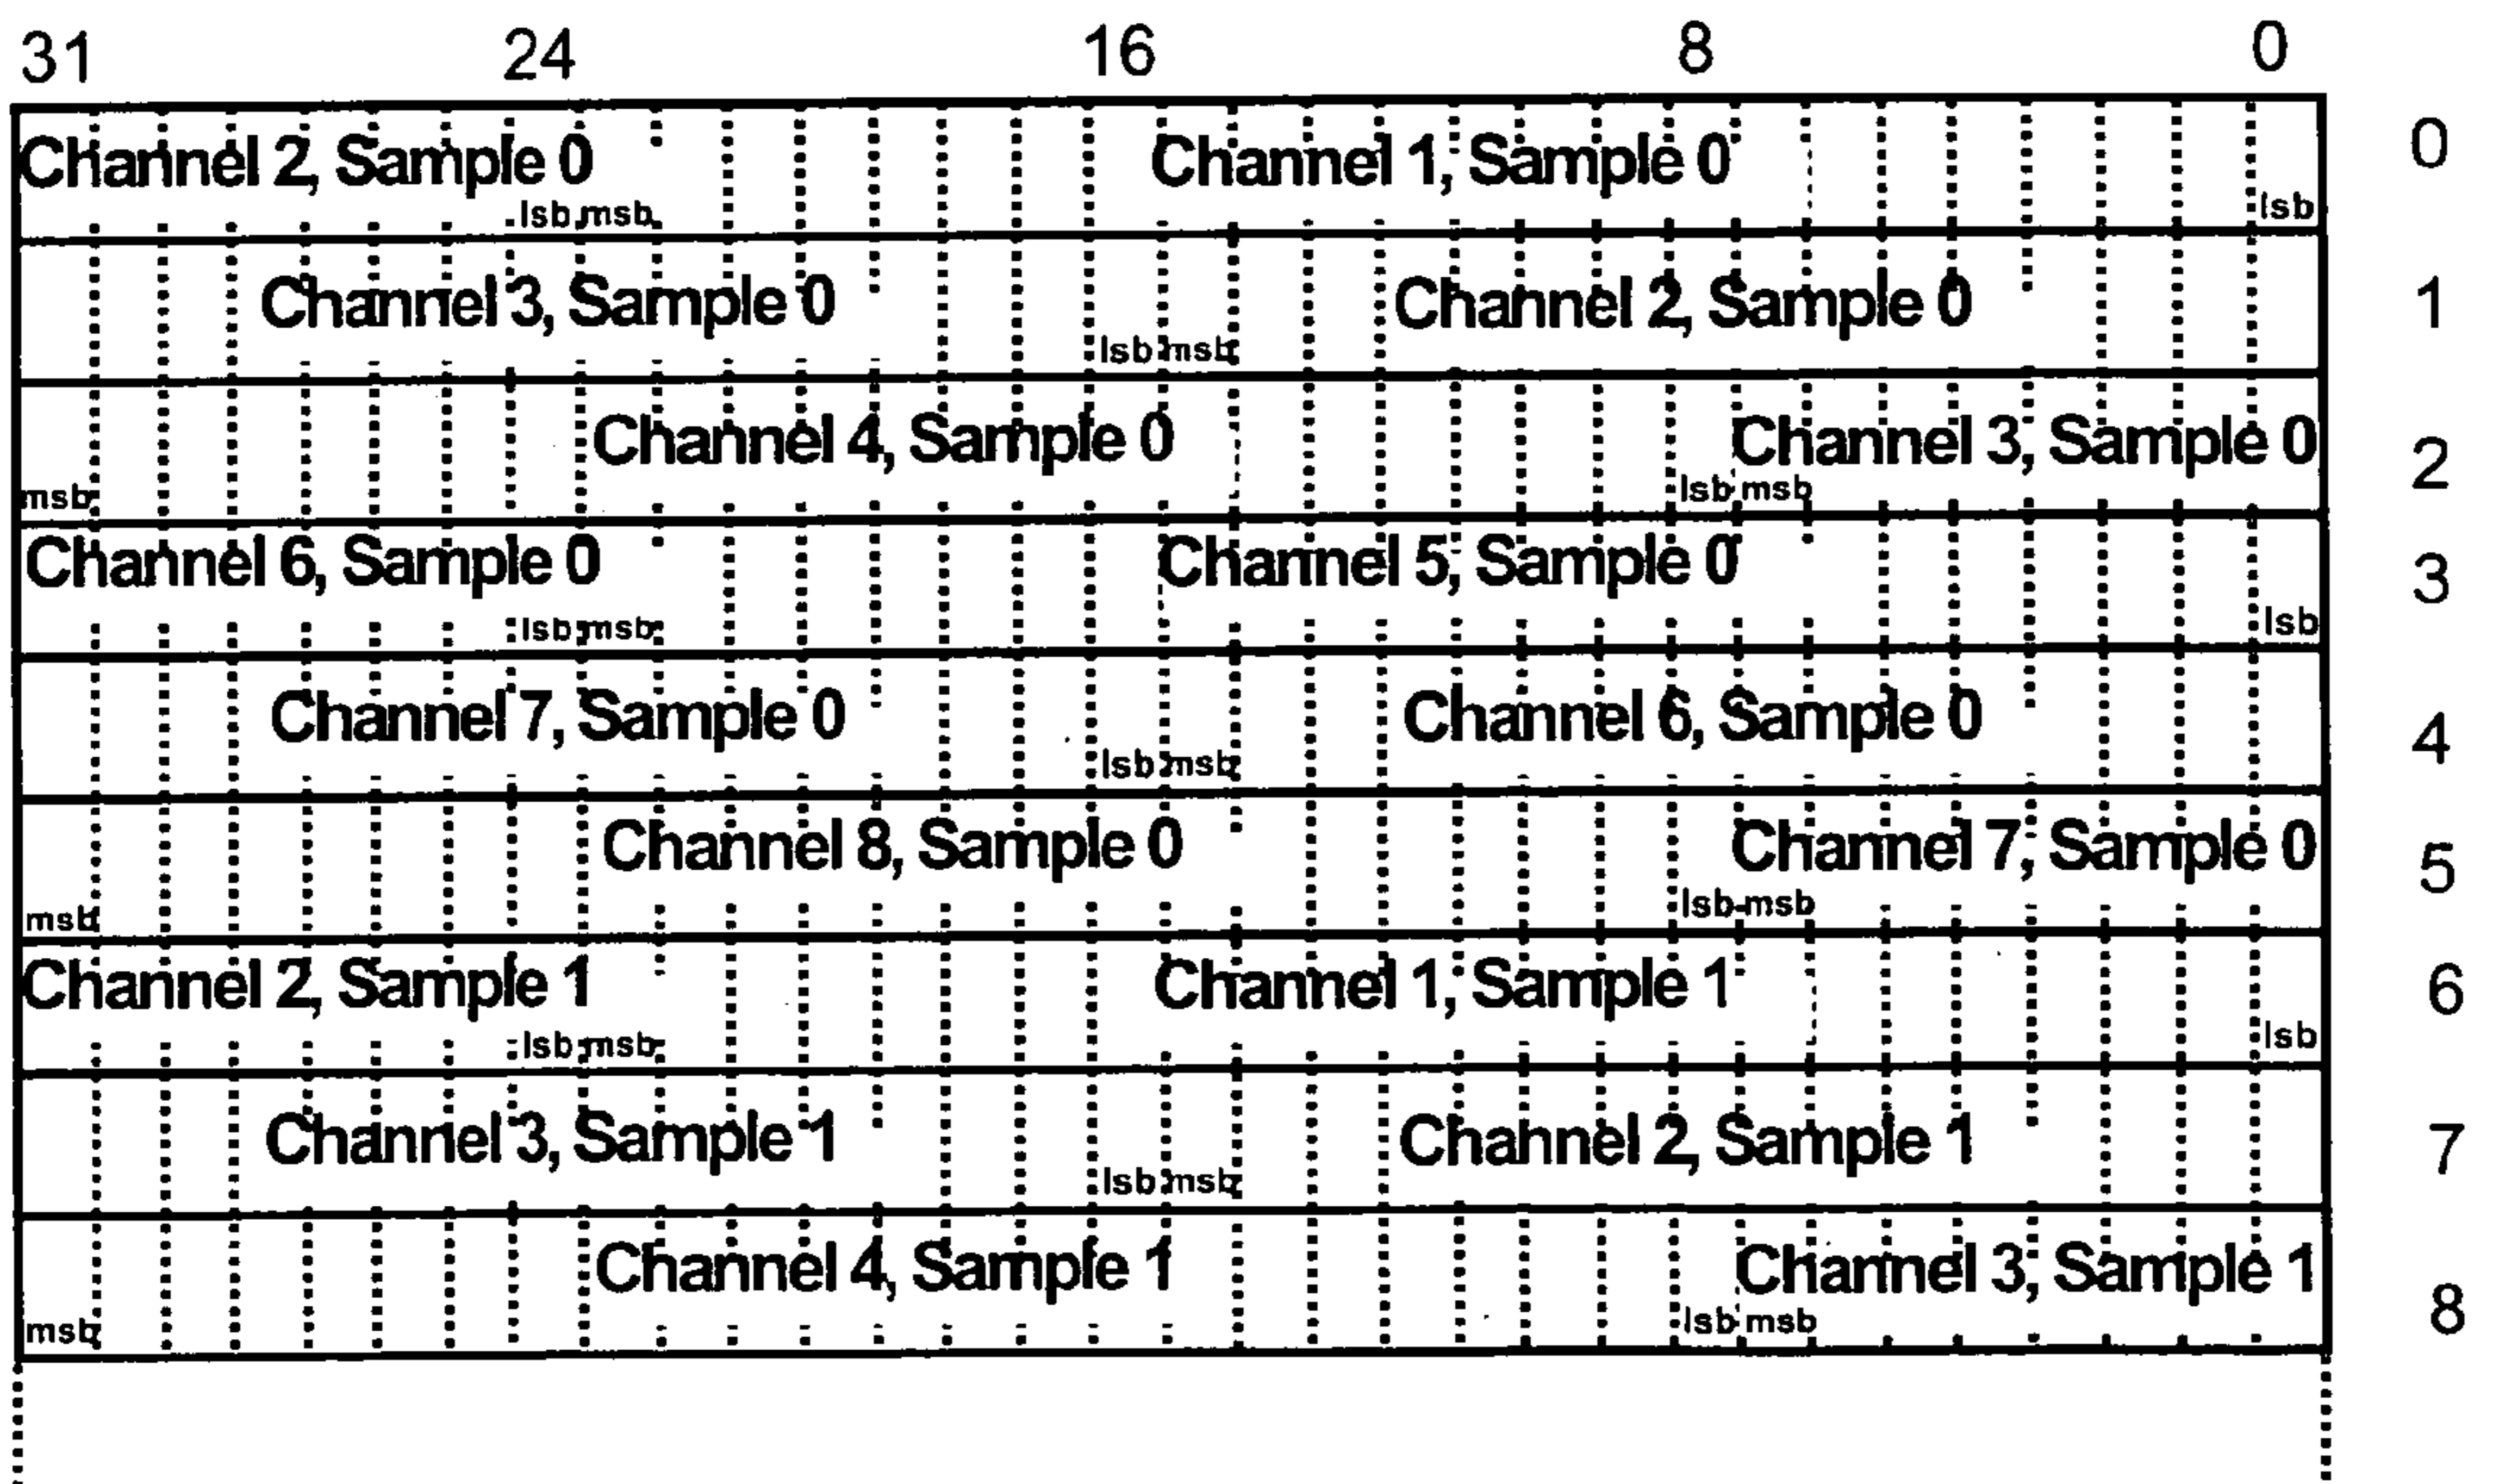 31 24 16 8 0
Channel 2, Sample 0 Channel 1, Sample 0 0
lsb msb lsb
Channel 3, Sample 0 Channel 2, Sample 0 1
lsb msb
Channel 4, Sample 0 Channel 3, Sample 0 2
msb lsb msb
Channel 6, Sample 0 Channel 5, Sample 0 3
lsb msb lsb
Channel 7, Sample 0 Channel 6, Sample 0 4
lsb msb
Channel 8, Sample 0 Channel 7, Sample 0 5
msb lsb msb
Channel 2, Sample 1 Channel 1, Sample 1 6
lsb msb lsb
Channel 3, Sample 1 Channel 2, Sample 1 7
lsb msb
Channel 4, Sample 1 Channel 3, Sample 1 8
msb lsb msb